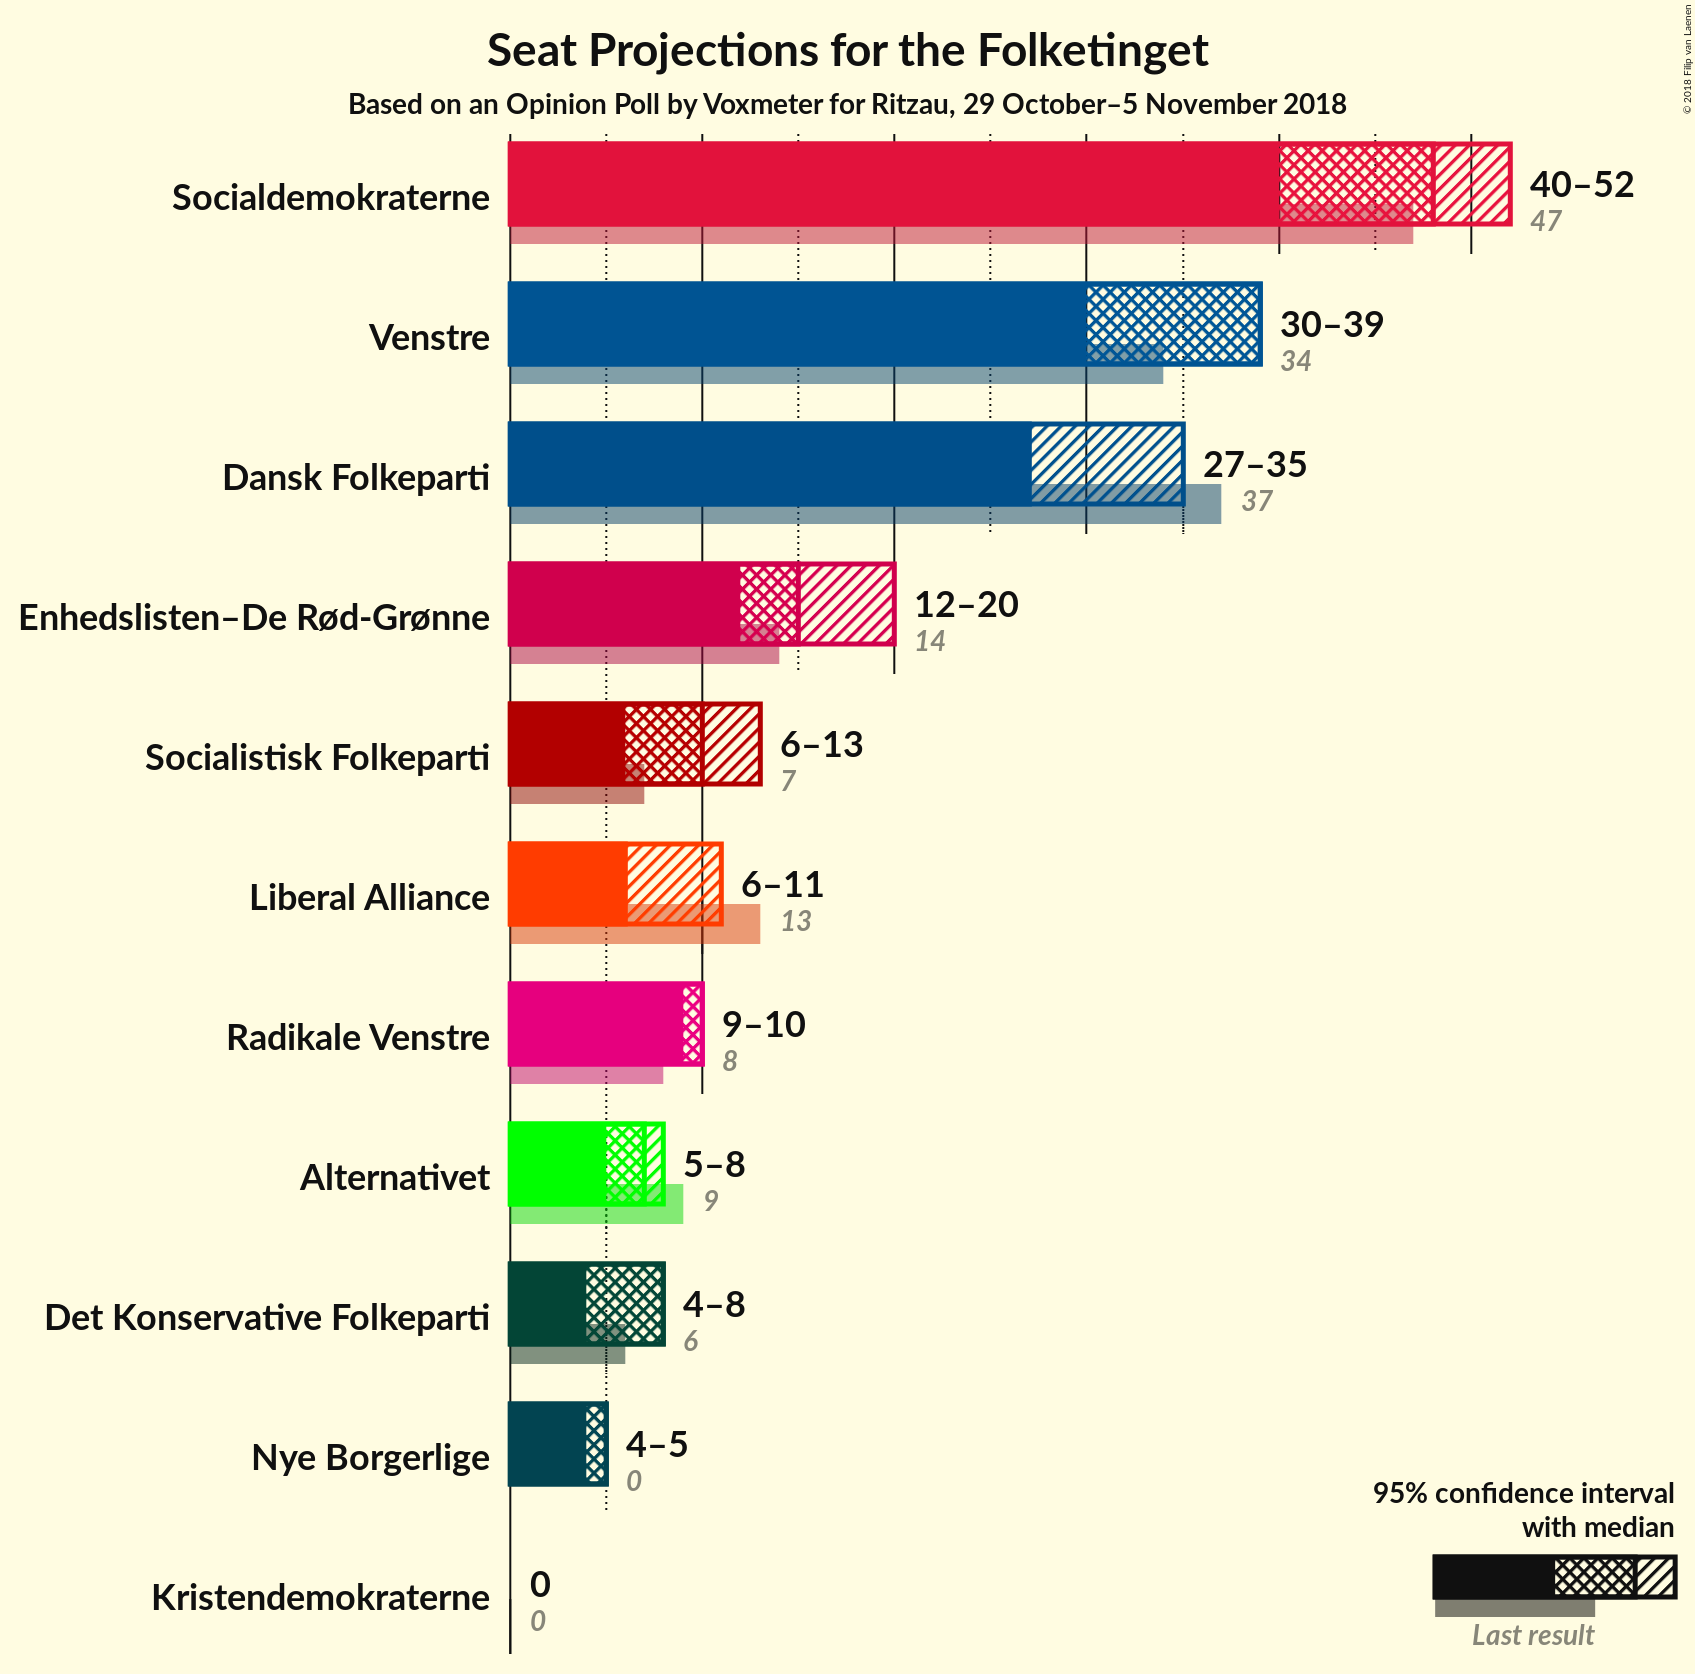 Seat Projections for the Folketinget
Based on an Opinion Poll by Voxmeter for Ritzau, 29 October–5 November 2018
© 2018 Filip van Laenen
Socialdemokraterne
40–52
47
Venstre
30–39
34
Dansk Folkeparti
27–35
37
Enhedslisten–De Rød-Grønne
12–20
14
Socialistisk Folkeparti
6–13
7
Liberal Alliance
6–11
13
Radikale Venstre
9–10
8
Alternativet
5–8
9
Det Konservative Folkeparti
4–8
6
Nye Borgerlige
4–5
0
Kristendemokraterne
0
0
95% confidence interval
with median
Last result